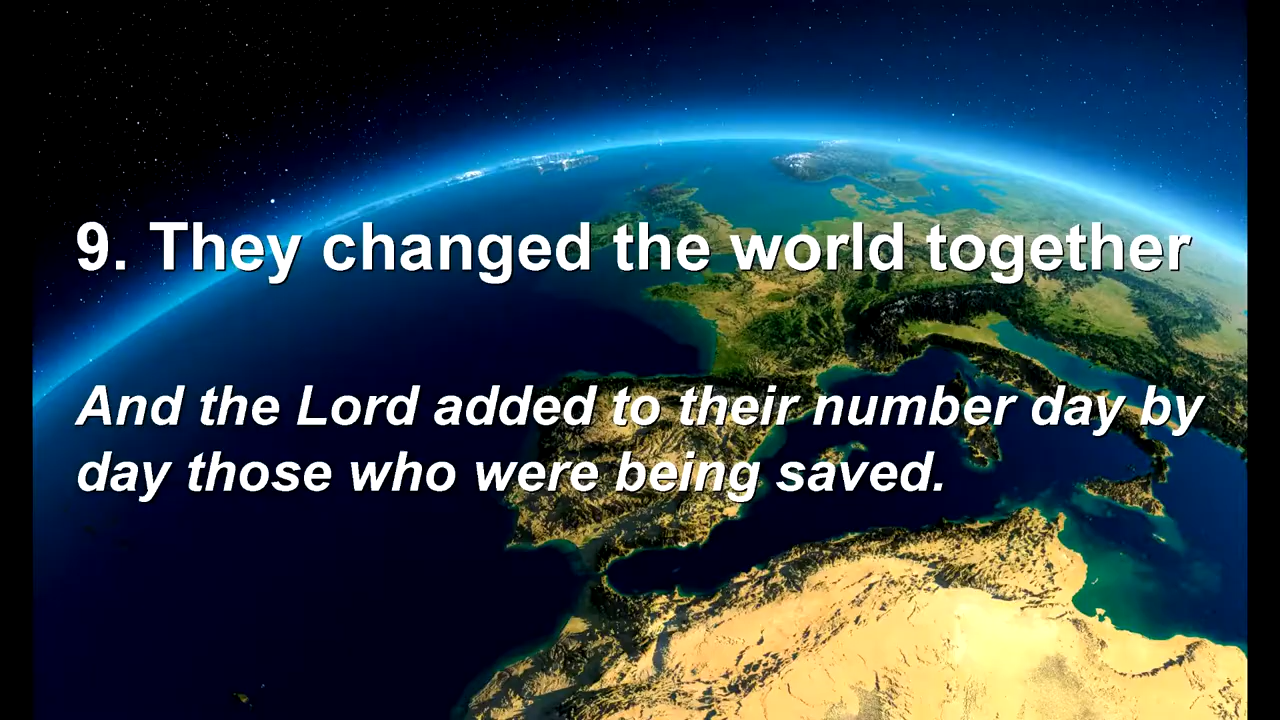 9. They changed the world together
And the Lord added to their number day by
day those who were being saved.